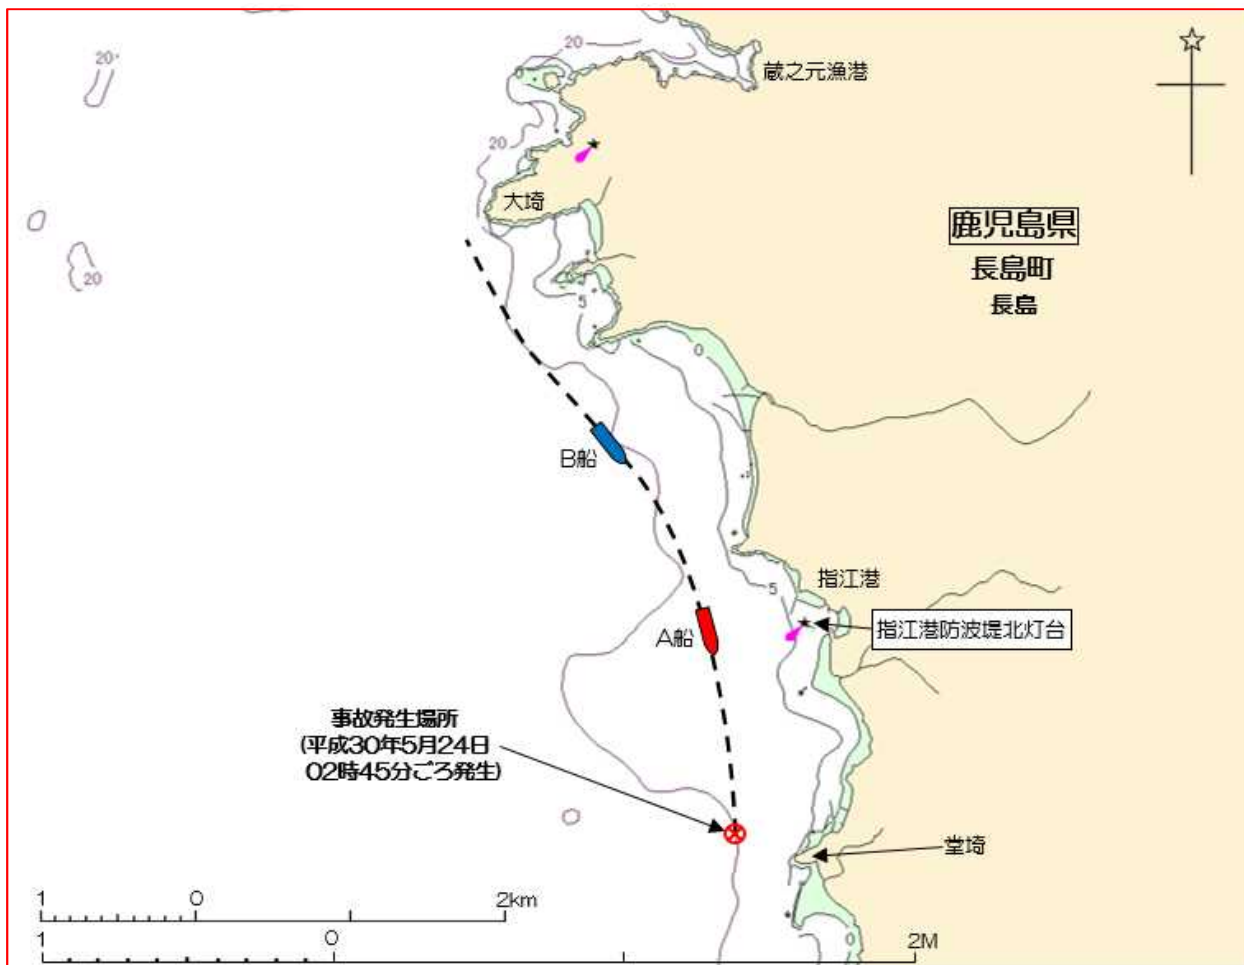 20
20
蔵之元漁港
20
大埼
鹿児島県
長島町
長島
20
5
0
B船
指江港
5
指江港防波堤北灯台
A船
事故発生場所
(平成30年5月24日
02時45分ごろ発生)
堂埼
1 0 2km
0
1 0 2M